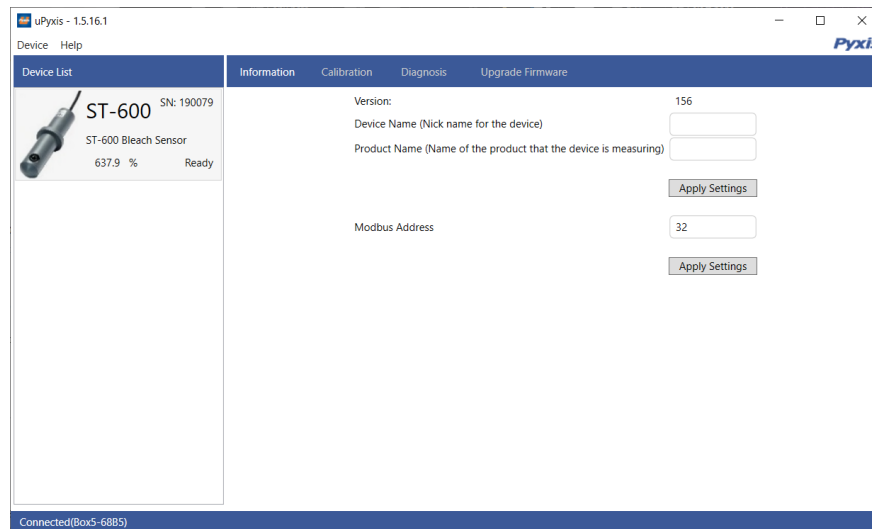 uPyxis - 1.5.16.1
Device Help
Device List
Information Calibration Diagnosis Upgrade Firmware
ST-600 SN: 190079
ST-600 Bleach Sensor
637.9 % Ready
Version: 156
Device Name (Nick name for the device)
Product Name (Name of the product that the device is measuring)
Apply Settings
Modbus Address 32
Apply Settings
Connected(Box5-68B5)